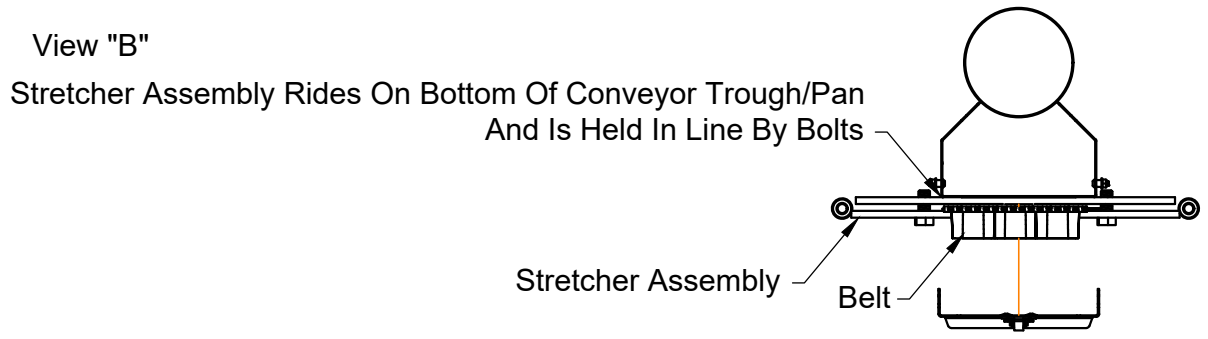 View "B"
Stretcher Assembly Rides On Bottom Of Conveyor Trough/Pan
And Is Held In Line By Bolts
Stretcher Assembly
Belt